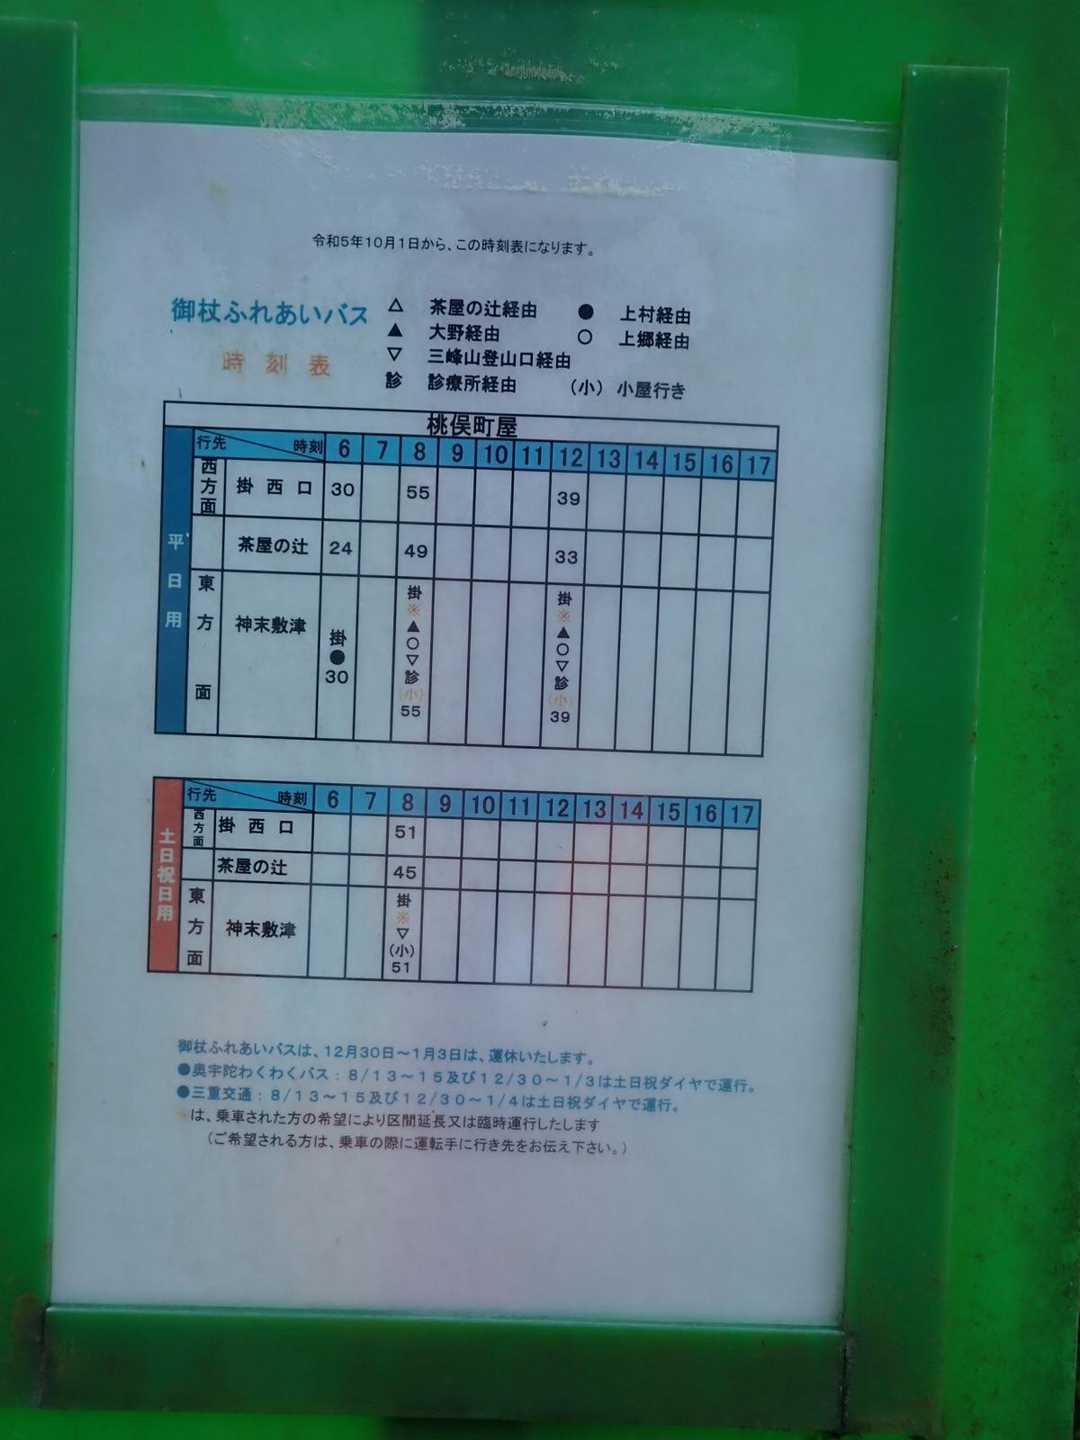 令和5年10月1日から、この時刻表になります。
御杖ふれあいバス
時刻表
△ 茶屋の辻経由 ● 上村経由
▲ 大野経由 ○ 上郷経由
▽ 三峰山登山口経由
診 診療所経由 (小) 小屋行き
桃俣町屋
平日用
行先 時刻 6 7 8 9 10 11 12 13 14 15 16 17
西方面 掛西口 30 55 39
茶屋の辻 24 49 33
東方面 神末敷津
掛 ● 30
掛 ※ ▲ ○ ▽ 診 (小) 55
掛 ※ ▲ ○ ▽ 診 (小) 39
土日祝日用
行先 時刻 6 7 8 9 10 11 12 13 14 15 16 17
西方面 掛西口 51
茶屋の辻 45
東方面 神末敷津
掛 ※ ▽ (小) 51
御杖ふれあいバスは、12月30日～1月3日は、運休いたします。
●奥宇陀わくわくバス：8/13～15及び12/30～1/3は土日祝ダイヤで運行。
●三重交通：8/13～15及び12/30～1/4は土日祝ダイヤで運行。
※は、乗車された方の希望により区間延長又は臨時運行したします
（ご希望される方は、乗車の際に運転手に行き先をお伝え下さい。）